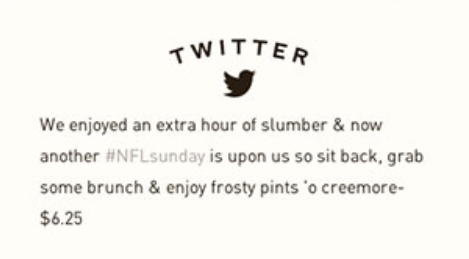 TWITTER
We enjoyed an extra hour of slumber & now
another #NFLsunday is upon us so sit back, grab
some brunch & enjoy frosty pints 'o creemore-
$6.25